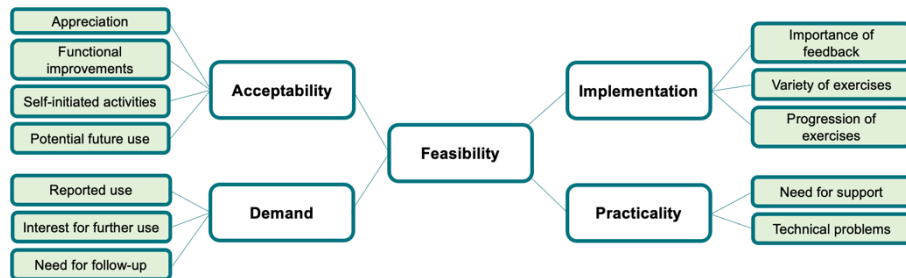 Appreciation
Functional
improvements
Self-initiated activities
Potential future use
Acceptability
Reported use
Interest for further use
Need for follow-up
Demand
Feasibility
Implementation
Importance of
feedback
Variety of exercises
Progression of
exercises
Practicality
Need for support
Technical problems